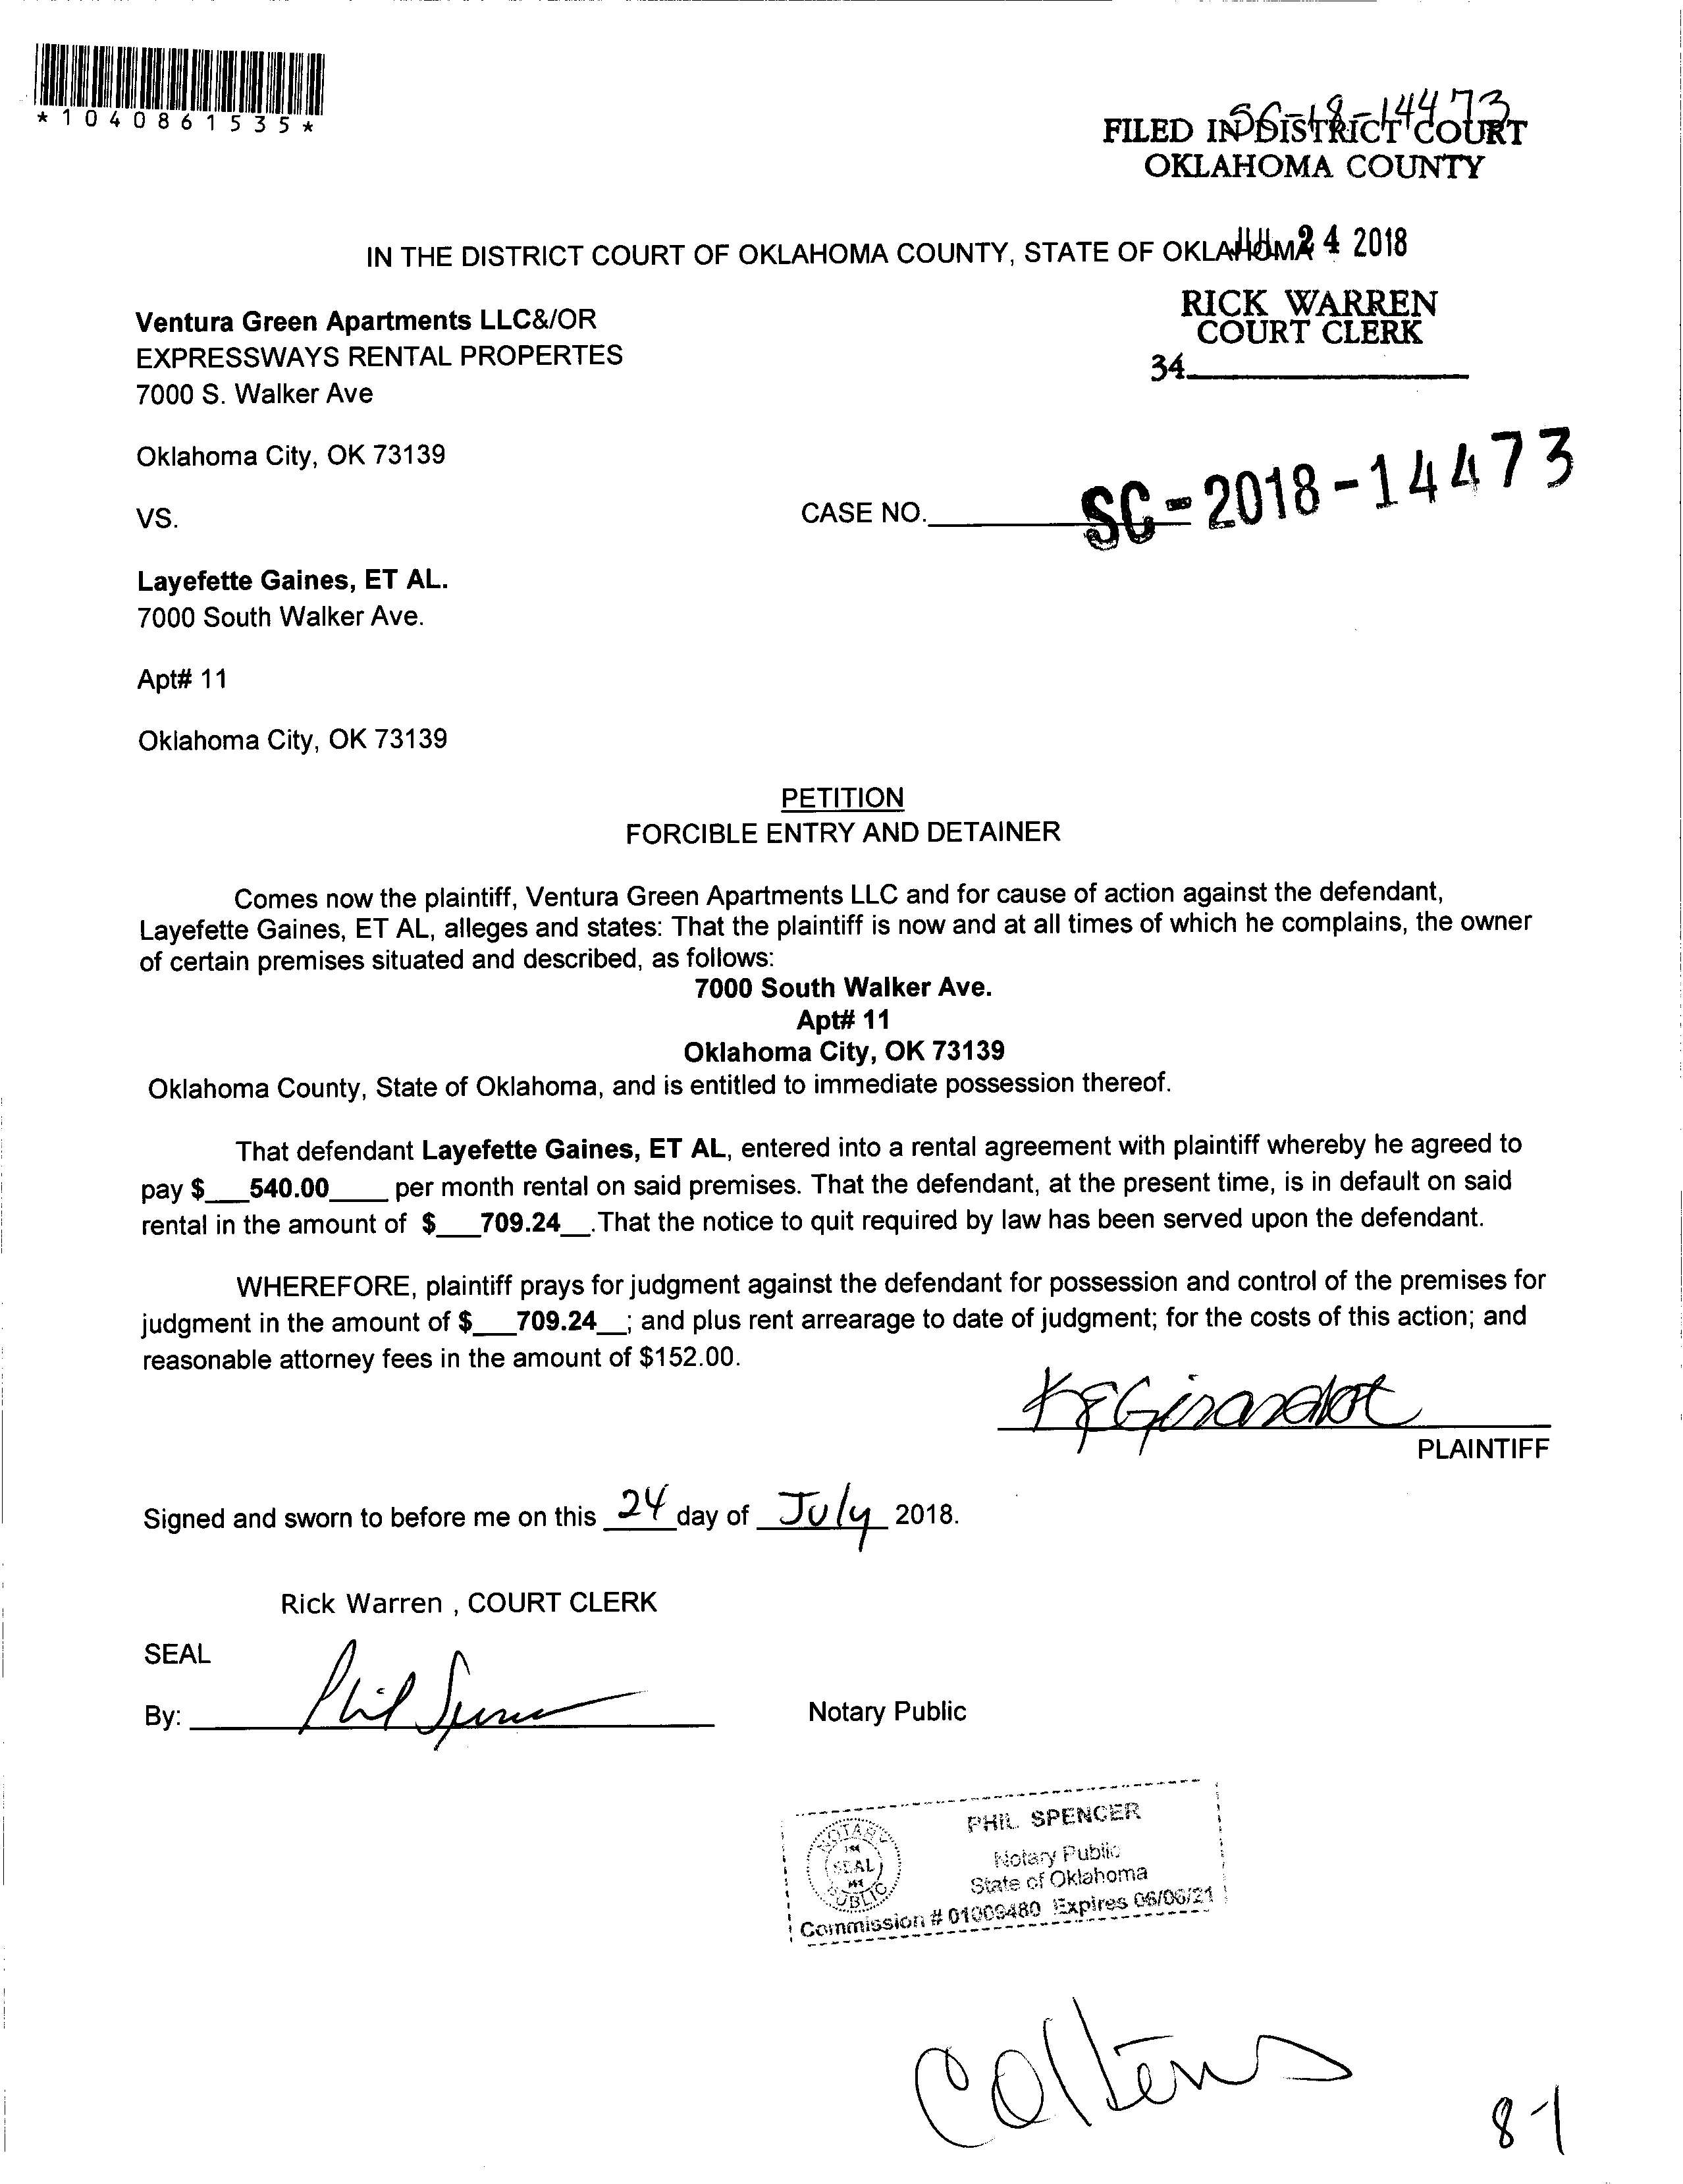 *1040861535*
SC-18-14473
FILED IN DISTRICT COURT
OKLAHOMA COUNTY
JUL 24 2018
IN THE DISTRICT COURT OF OKLAHOMA COUNTY, STATE OF OKLAHOMA
RICK WARREN
COURT CLERK
34
Ventura Green Apartments LLC&/OR
EXPRESSWAYS RENTAL PROPERTES
7000 S. Walker Ave
Oklahoma City, OK 73139
VS.
CASE NO. SC-2018-14473
Layefette Gaines, ET AL.
7000 South Walker Ave.
Apt# 11
Oklahoma City, OK 73139
PETITION
FORCIBLE ENTRY AND DETAINER
Comes now the plaintiff, Ventura Green Apartments LLC and for cause of action against the defendant,
Layefette Gaines, ET AL, alleges and states: That the plaintiff is now and at all times of which he complains, the owner
of certain premises situated and described, as follows:
7000 South Walker Ave.
Apt# 11
Oklahoma City, OK 73139
Oklahoma County, State of Oklahoma, and is entitled to immediate possession thereof.
That defendant Layefette Gaines, ET AL, entered into a rental agreement with plaintiff whereby he agreed to
pay $___540.00____ per month rental on said premises. That the defendant, at the present time, is in default on said
rental in the amount of $___709.24__.That the notice to quit required by law has been served upon the defendant.
WHEREFORE, plaintiff prays for judgment against the defendant for possession and control of the premises for
judgment in the amount of $___709.24__; and plus rent arrearage to date of judgment; for the costs of this action; and
reasonable attorney fees in the amount of $152.00.
KEGirardot
PLAINTIFF
Signed and sworn to before me on this 24 day of July 2018.
Rick Warren , COURT CLERK
SEAL
By: Phil Spencer
Notary Public
PHIL SPENCER
Notary Public
State of Oklahoma
Commission # 01009480 Expires 06/06/21
NOTARY PUBLIC
SEAL